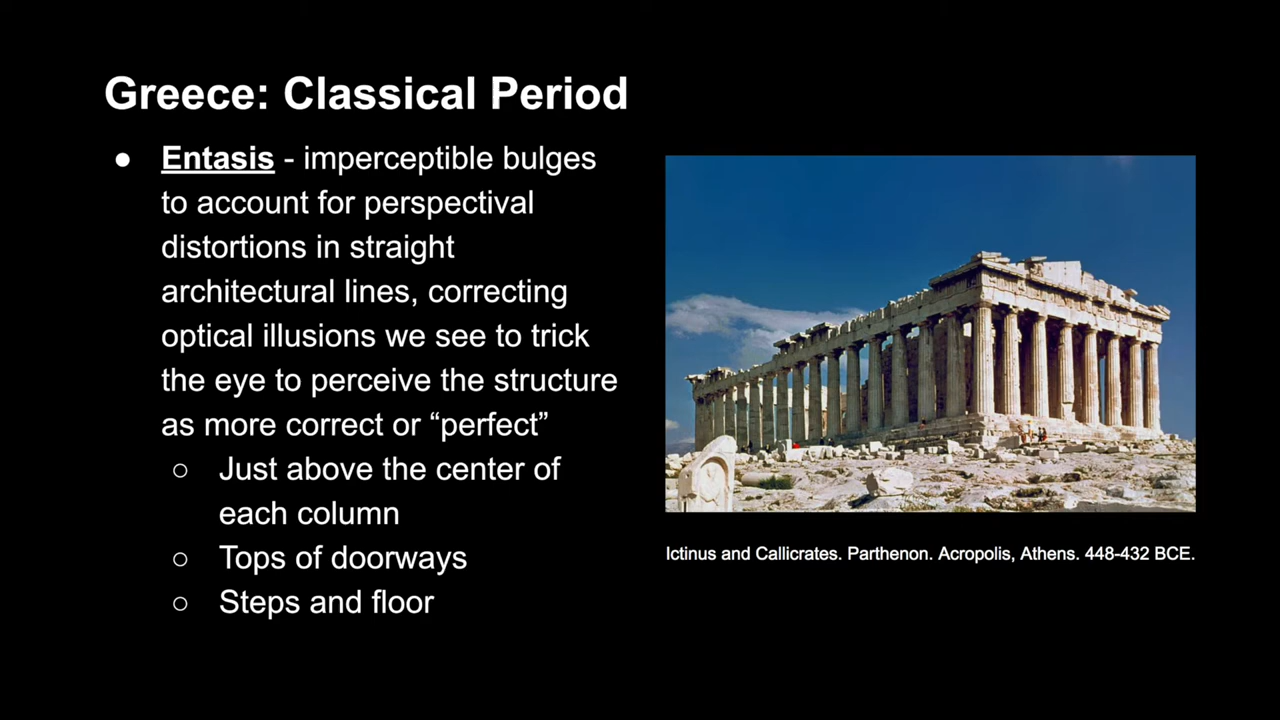 Greece: Classical Period
● Entasis - imperceptible bulges
to account for perspectival
distortions in straight
architectural lines, correcting
optical illusions we see to trick
the eye to perceive the structure
as more correct or “perfect”
○ Just above the center of
each column
○ Tops of doorways
○ Steps and floor
Ictinus and Callicrates. Parthenon. Acropolis, Athens. 448-432 BCE.